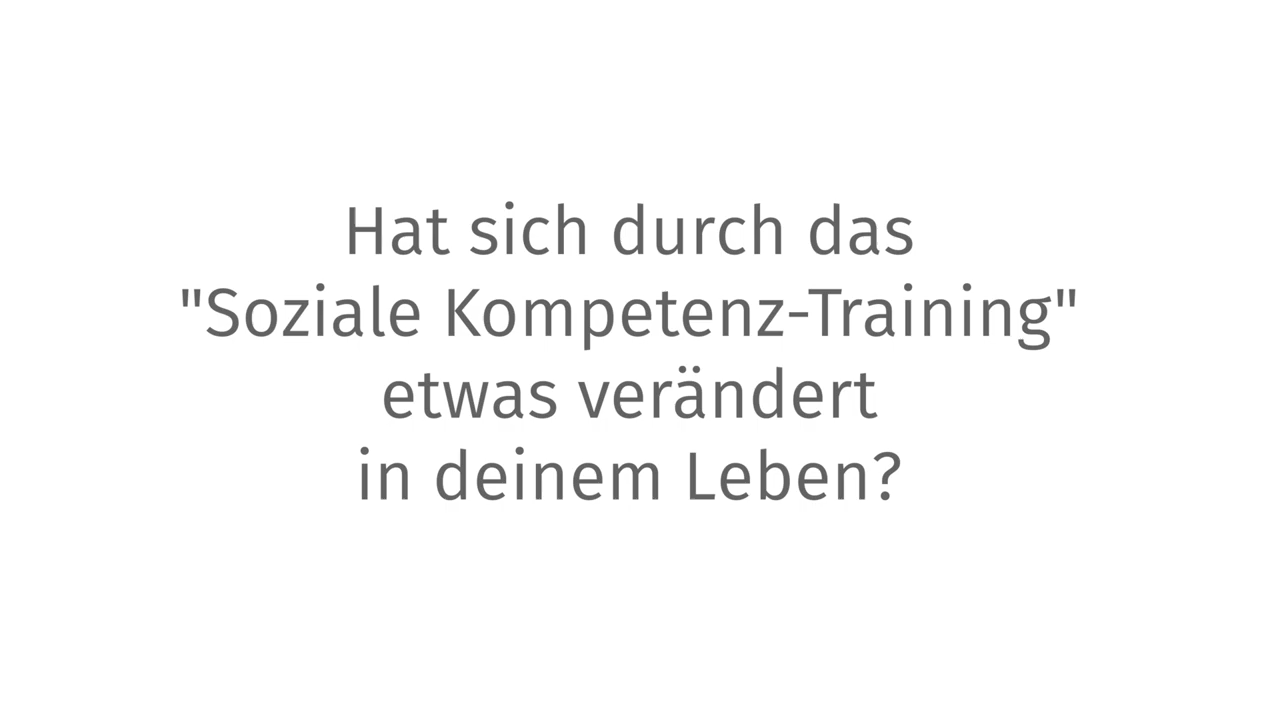 Hat sich durch das
"Soziale Kompetenz-Training"
etwas verändert
in deinem Leben?